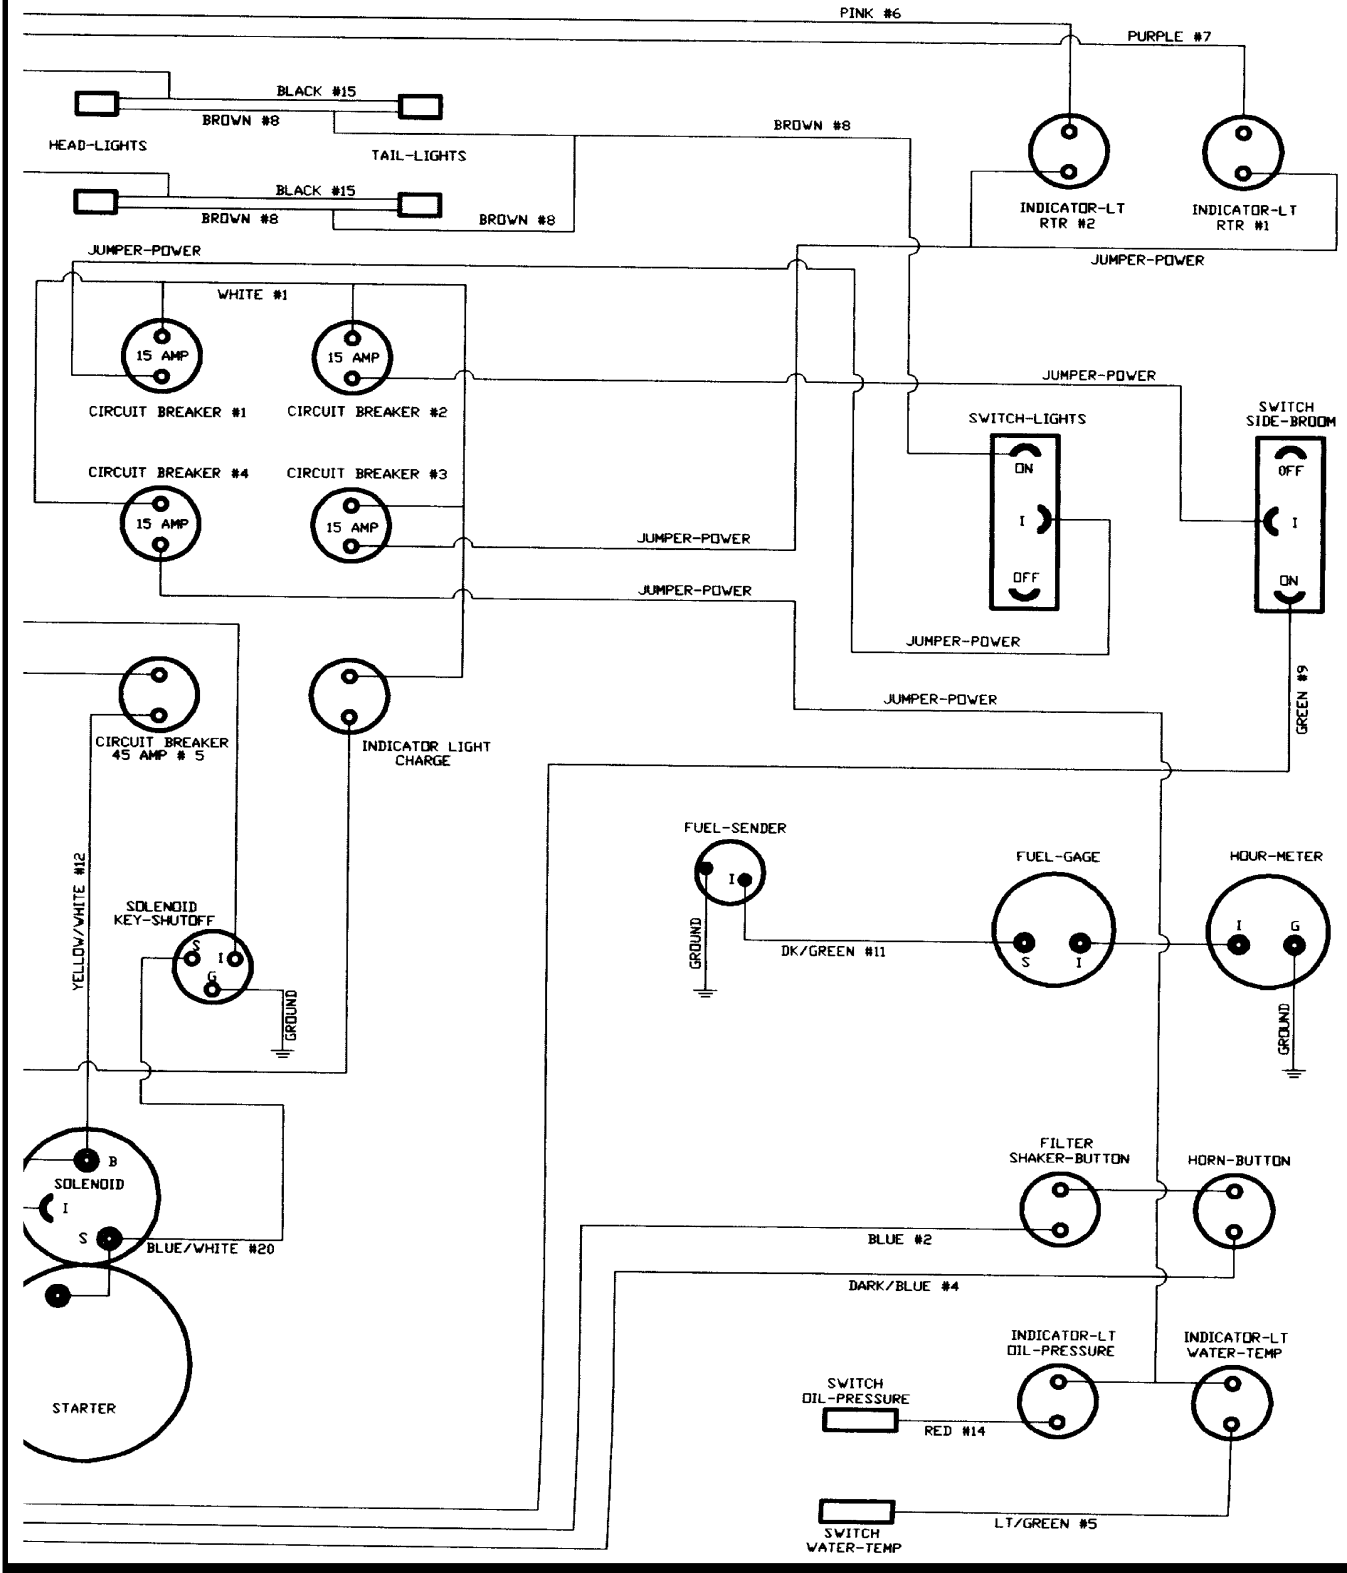 PINK #6
PURPLE #7
BLACK #15
BROWN #8
BROWN #8
HEAD-LIGHTS
TAIL-LIGHTS
BLACK #15
BROWN #8
BROWN #8
INDICATOR-LT
RTR #2
INDICATOR-LT
RTR #1
JUMPER-POWER
JUMPER-POWER
WHITE #1
15 AMP
15 AMP
JUMPER-POWER
CIRCUIT BREAKER #1
CIRCUIT BREAKER #2
SWITCH-LIGHTS
SWITCH
SIDE-BROOM
CIRCUIT BREAKER #4
CIRCUIT BREAKER #3
ON
OFF
15 AMP
15 AMP
I
I
JUMPER-POWER
OFF
ON
JUMPER-POWER
JUMPER-POWER
GREEN #9
JUMPER-POWER
CIRCUIT BREAKER
45 AMP # 5
INDICATOR LIGHT
CHARGE
FUEL-SENDER
FUEL-GAGE
HOUR-METER
I
YELLOW/WHITE #12
SOLENOID
KEY-SHUTOFF
S
I
G
GROUND
GROUND
DK/GREEN #11
S
I
I
G
GROUND
FILTER
SHAKER-BUTTON
HORN-BUTTON
B
SOLENOID
I
S
BLUE/WHITE #20
BLUE #2
DARK/BLUE #4
INDICATOR-LT
OIL-PRESSURE
INDICATOR-LT
WATER-TEMP
SWITCH
OIL-PRESSURE
STARTER
RED #14
LT/GREEN #5
SWITCH
WATER-TEMP